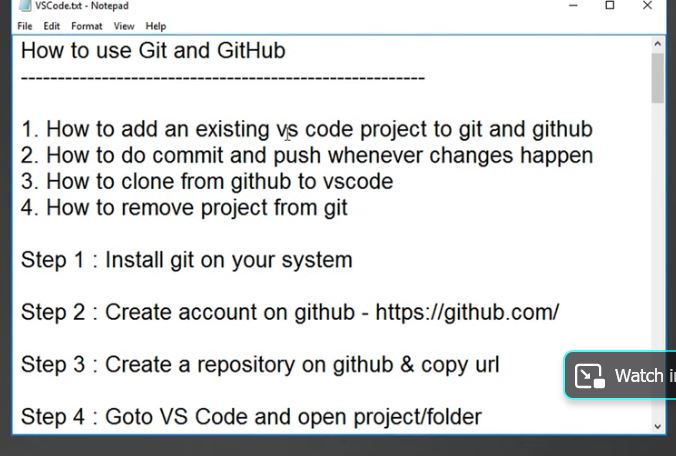 VSCode.txt - Notepad
File Edit Format View Help
How to use Git and GitHub
-------------------------------------------------------
1. How to add an existing vs code project to git and github
2. How to do commit and push whenever changes happen
3. How to clone from github to vscode
4. How to remove project from git
Step 1 : Install git on your system
Step 2 : Create account on github - https://github.com/
Step 3 : Create a repository on github & copy url
Watch
Step 4 : Goto VS Code and open project/folder